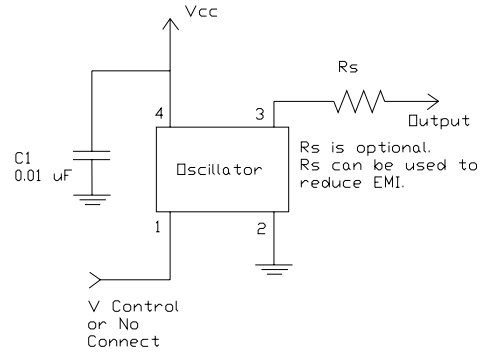 Vcc
Rs
4
3
Output
C1
0.01 uF
Oscillator
Rs is optional.
Rs can be used to
reduce EMI.
1
2
V Control
or No
Connect